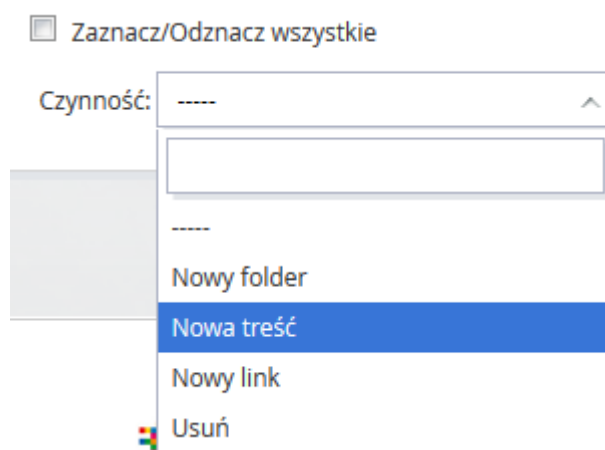 Zaznacz/Odznacz wszystkie
Czynność: -----
-----
Nowy folder
Nowa treść
Nowy link
Usuń